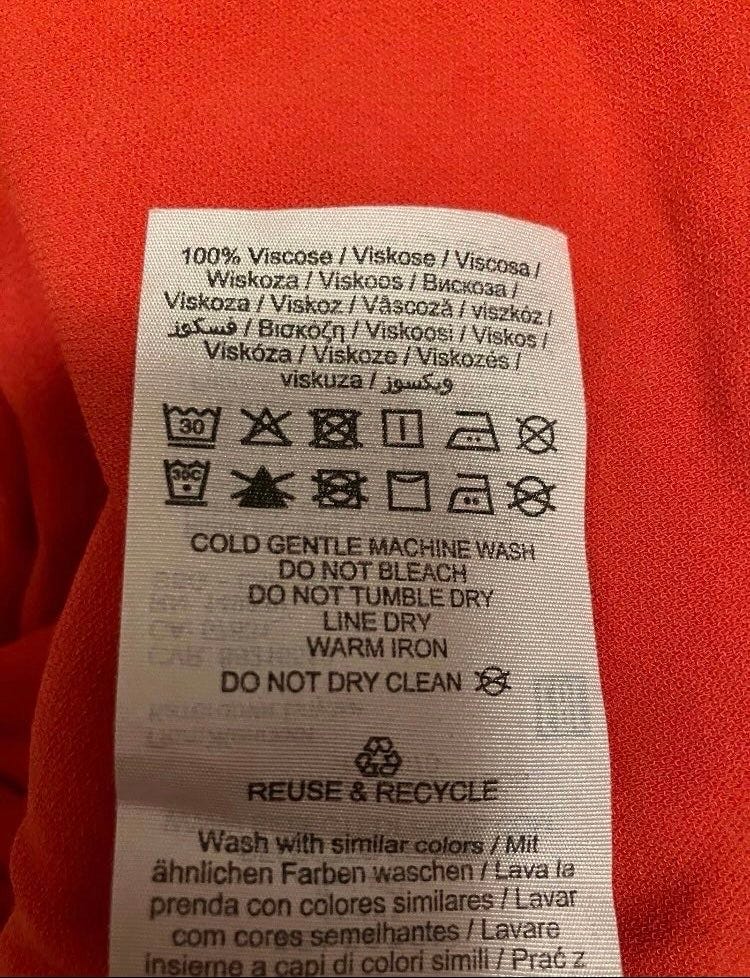 100% Viscose / Viskose / Viscosa /
Wiskoza / Viskoos / Вискоза /
Viskoza / Viskoz / Vâscoză / viszkóz /
فسكوز / Βισκόζη / Viskoosi / Viskos /
Viskóza / Viskoze / Viskozės /
viskuza / ويكسوز
30
30C
COLD GENTLE MACHINE WASH
DO NOT BLEACH
DO NOT TUMBLE DRY
LINE DRY
WARM IRON
DO NOT DRY CLEAN
REUSE & RECYCLE
Wash with similar colors / Mit
ähnlichen Farben waschen / Lava la
prenda con colores similares / Lavar
com cores semelhantes / Lavare
insieme a capi di colori simili / Prać z